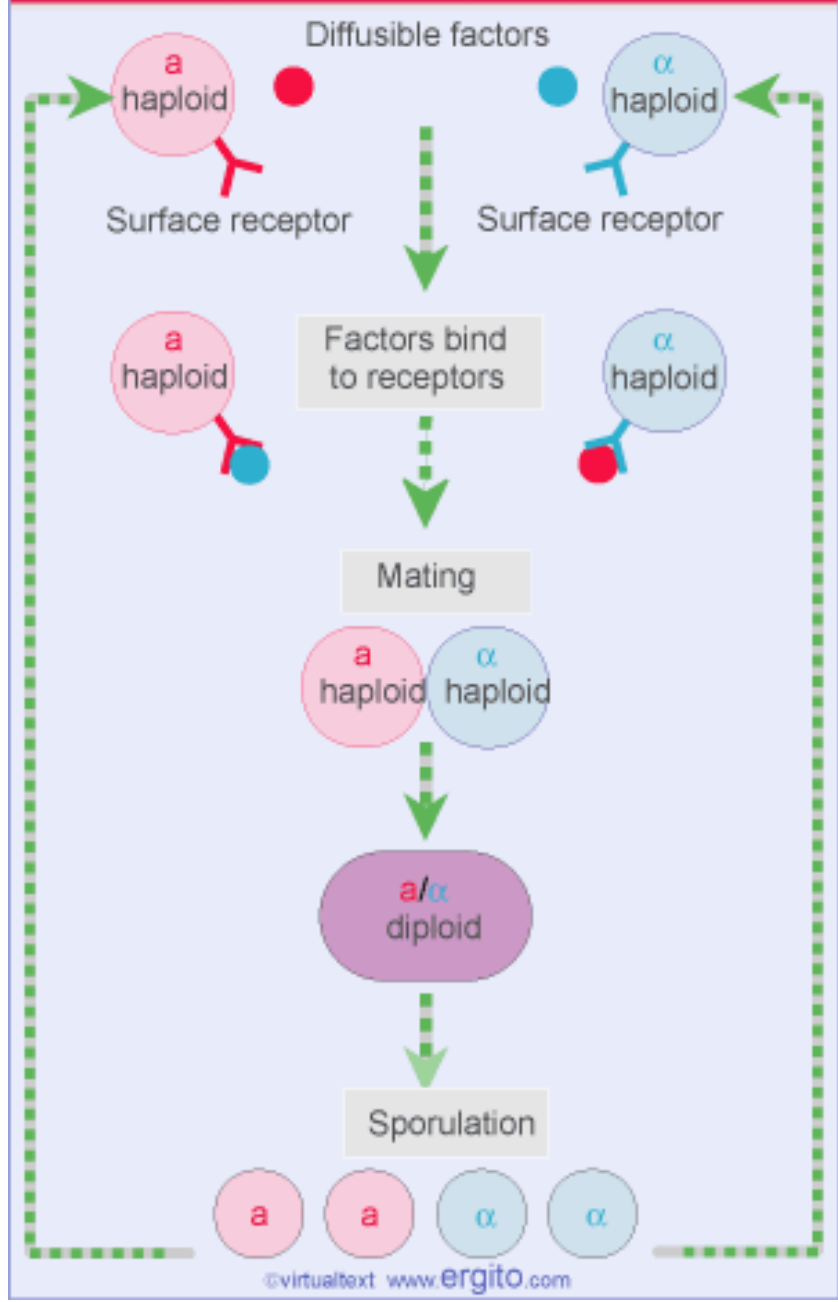 Diffusible factors
a
haploid
α
haploid
Surface receptor
Surface receptor
a
haploid
Factors bind
to receptors
α
haploid
Mating
a
haploid
α
haploid
a/α
diploid
Sporulation
a
a
α
α
©virtualtext www.ergito.com